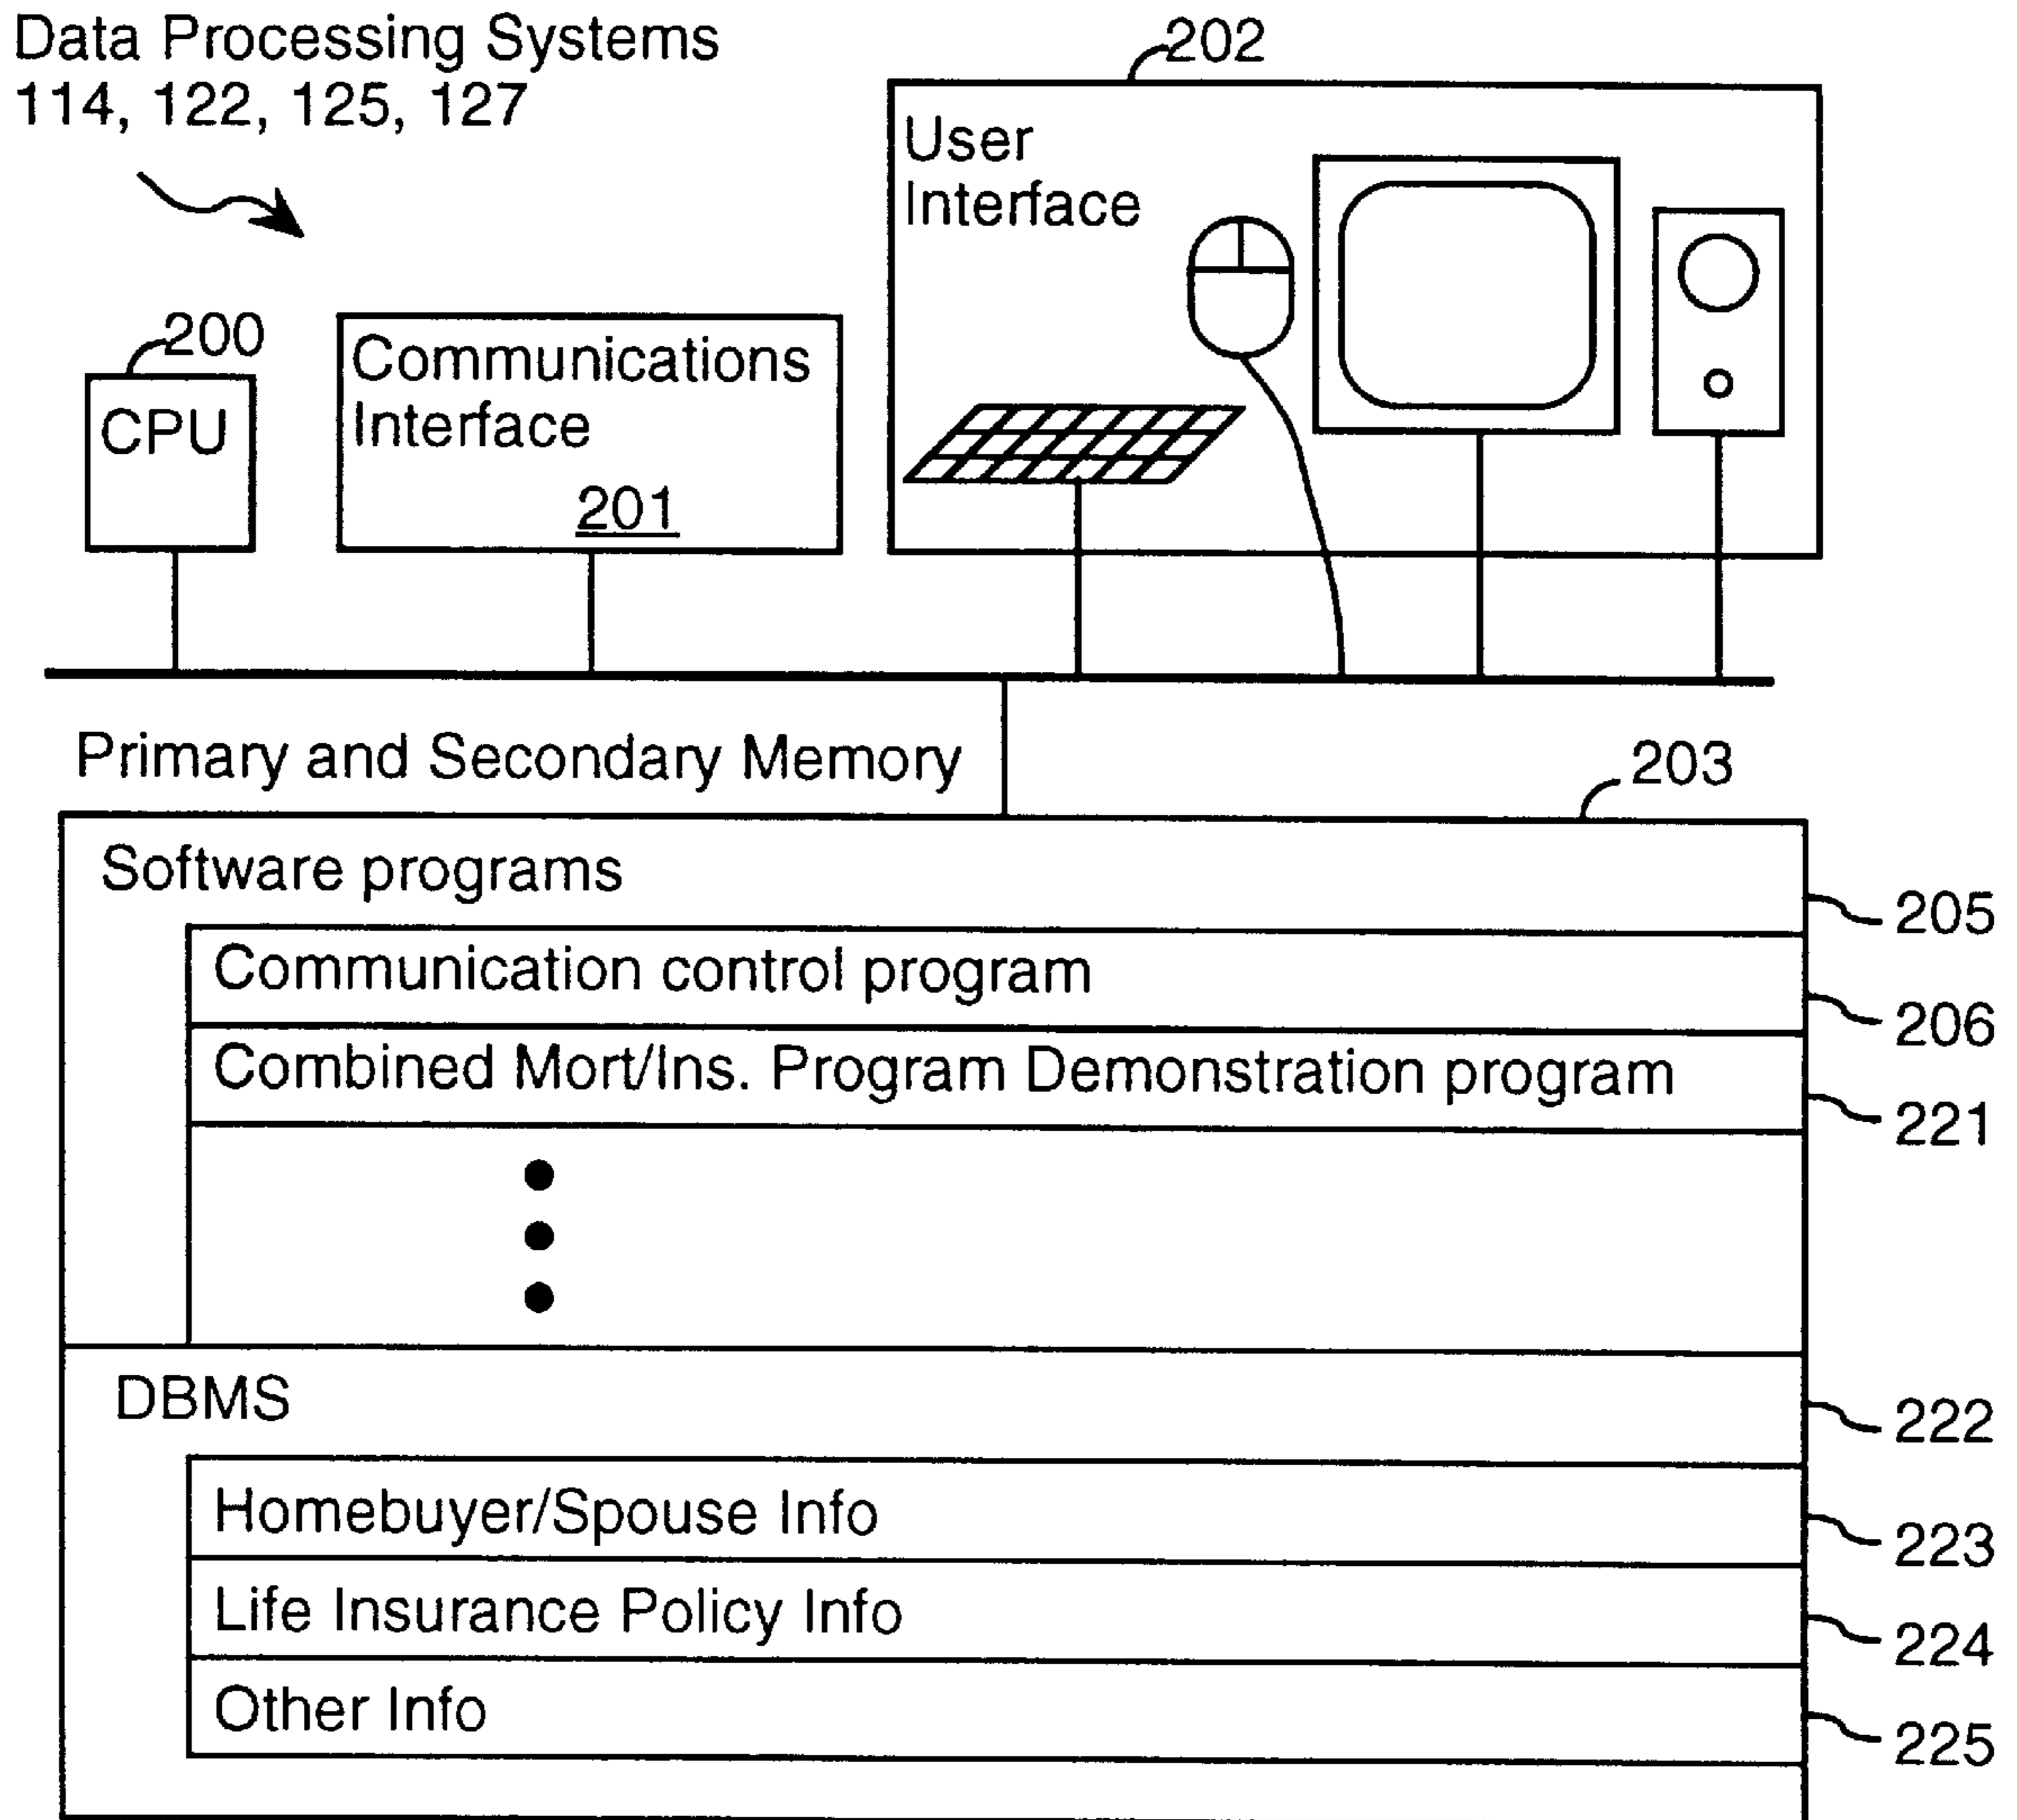 Data Processing Systems
114, 122, 125, 127
202
User
Interface
200
CPU
Communications
Interface
201
Primary and Secondary Memory
203
Software programs
205
Communication control program
206
Combined Mort/Ins. Program Demonstration program
221
DBMS
222
Homebuyer/Spouse Info
223
Life Insurance Policy Info
224
Other Info
225